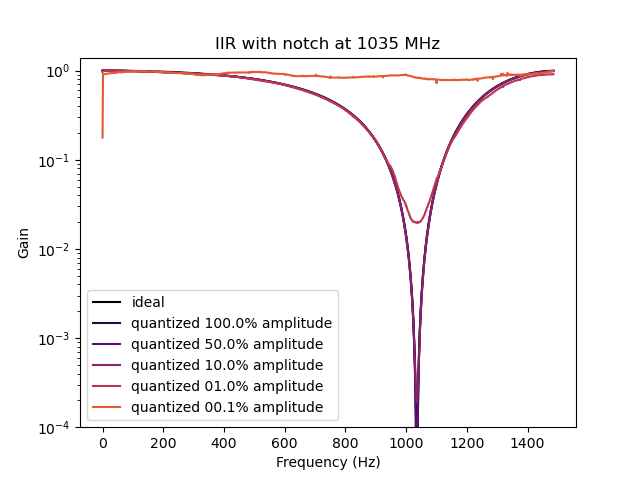 IIR with notch at 1035 MHz
Gain
10⁰
10⁻¹
10⁻²
10⁻³
10⁻⁴
ideal
quantized 100.0% amplitude
quantized 50.0% amplitude
quantized 10.0% amplitude
quantized 01.0% amplitude
quantized 00.1% amplitude
0 200 400 600 800 1000 1200 1400
Frequency (Hz)